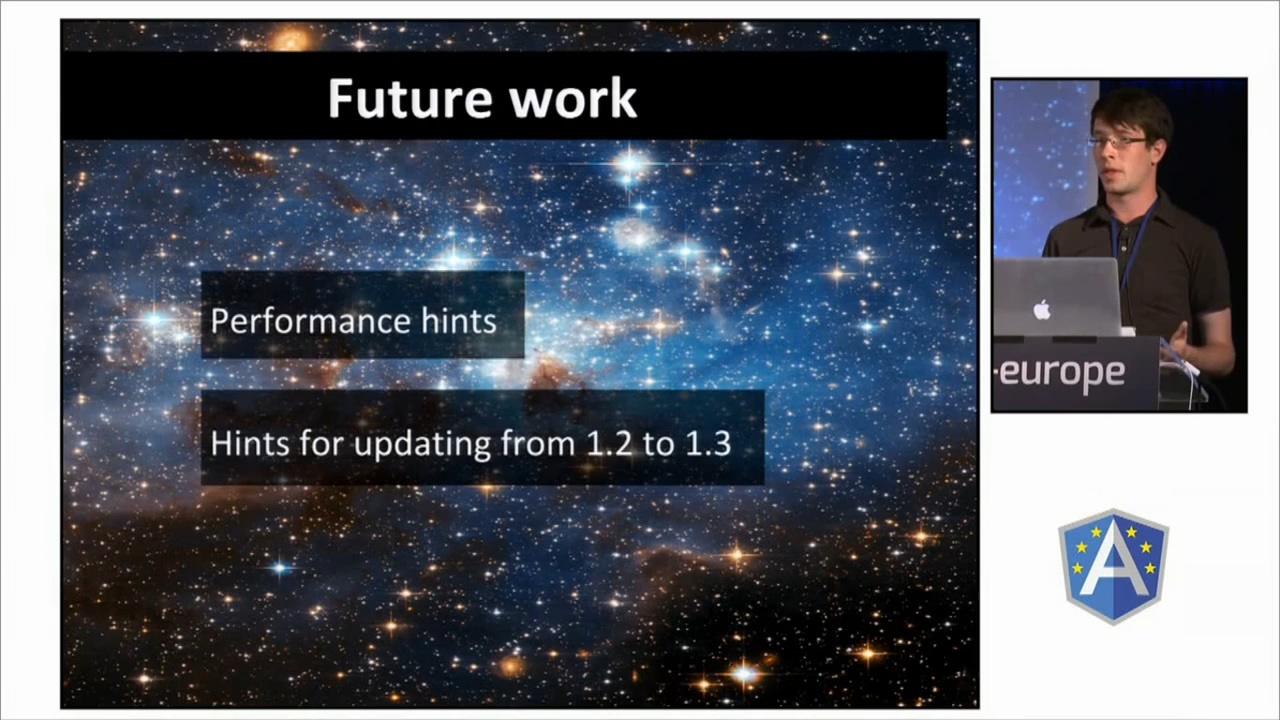 Future work
Performance hints
Hints for updating from 1.2 to 1.3
-europe
A